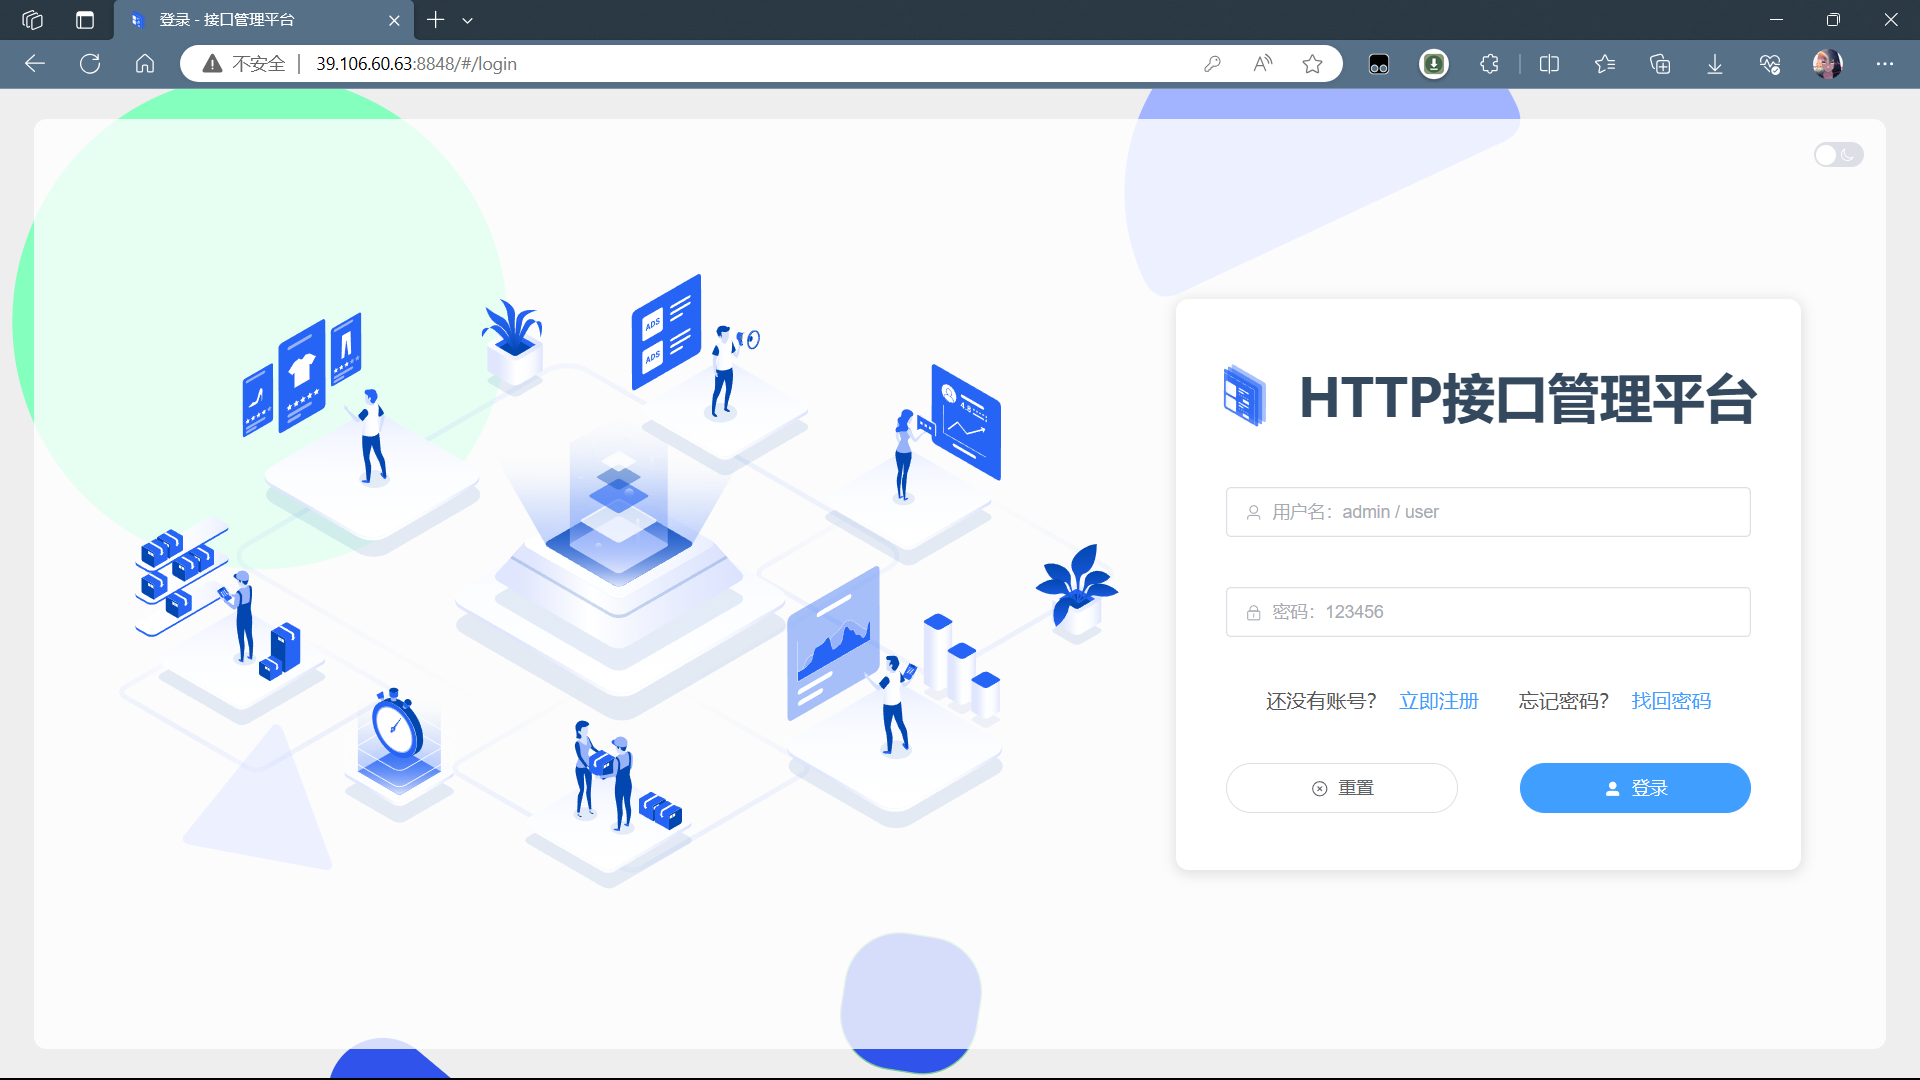 登录 - 接口管理平台
不安全 39.106.60.63:8848/#/login
ADS
ADS
4.8
HTTP接口管理平台
用户名：admin / user
密码：123456
还没有账号？ 立即注册 忘记密码？ 找回密码
重置 登录